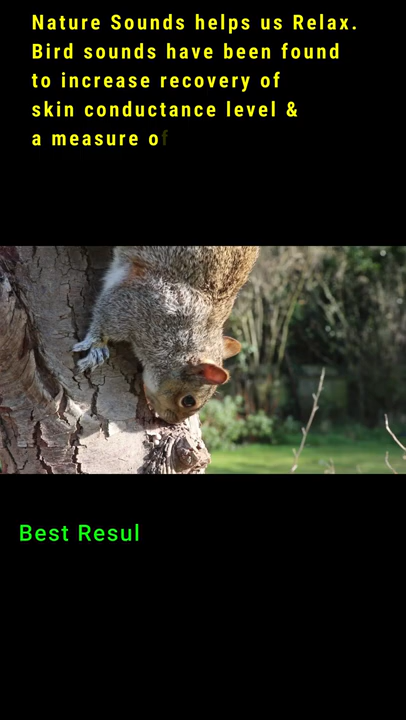 Nature Sounds helps us Relax.
Bird sounds have been found
to increase recovery of
skin conductance level &
a measure of
Best Resul